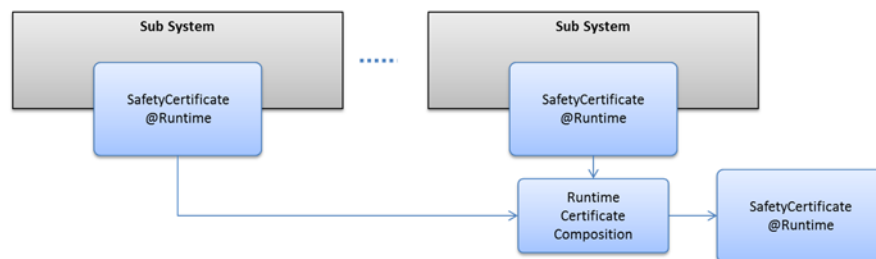 Sub System
Sub System
SafetyCertificate
@Runtime
SafetyCertificate
@Runtime
Runtime
Certificate
Composition
SafetyCertificate
@Runtime